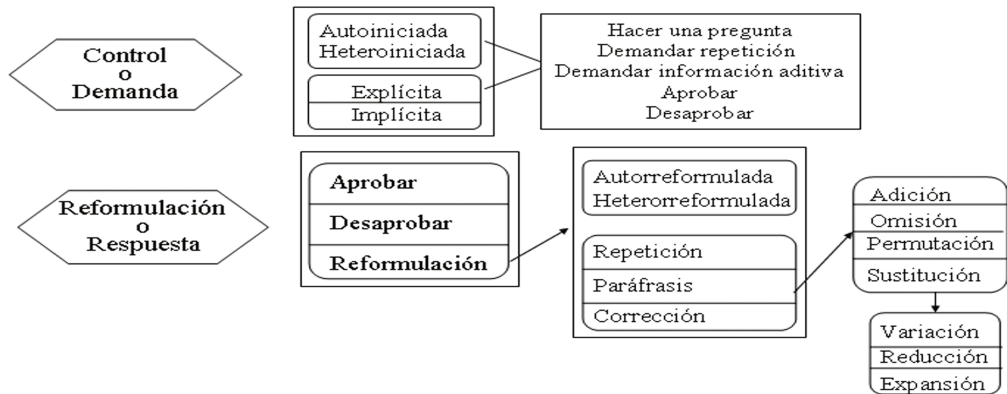 Control
o
Demanda
Autoiniciada
Heteroiniciada
Explícita
Implícita
Hacer una pregunta
Demandar repetición
Demandar información aditiva
Aprobar
Desaprobar
Reformulación
o
Respuesta
Aprobar
Desaprobar
Reformulación
Autorreformulada
Heterorreformulada
Repetición
Paráfrasis
Corrección
Adición
Omisión
Permutación
Sustitución
Variación
Reducción
Expansión